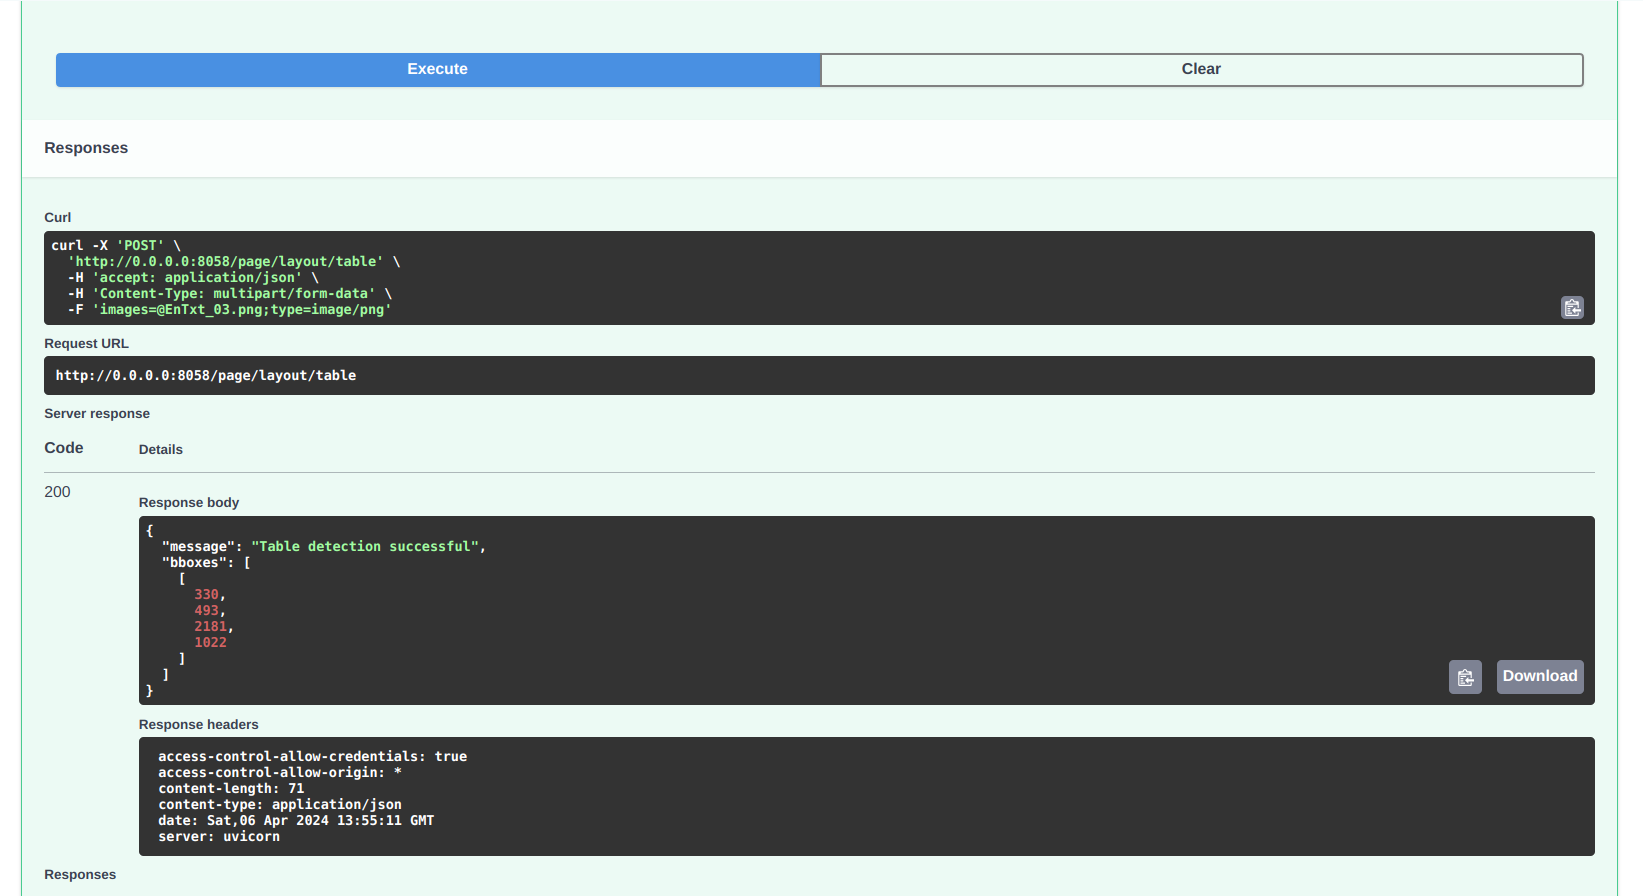 Execute
Clear
Responses
Curl
curl -X 'POST' \
  'http://0.0.0.0:8058/page/layout/table' \
  -H 'accept: application/json' \
  -H 'Content-Type: multipart/form-data' \
  -F 'images=@EnTxt_03.png;type=image/png'
Request URL
http://0.0.0.0:8058/page/layout/table
Server response
Code Details
200
Response body
{
  "message": "Table detection successful",
  "bboxes": [
    [
      330,
      493,
      2181,
      1022
    ]
  ]
}
Download
Response headers
access-control-allow-credentials: true
access-control-allow-origin: *
content-length: 71
content-type: application/json
date: Sat,06 Apr 2024 13:55:11 GMT
server: uvicorn
Responses